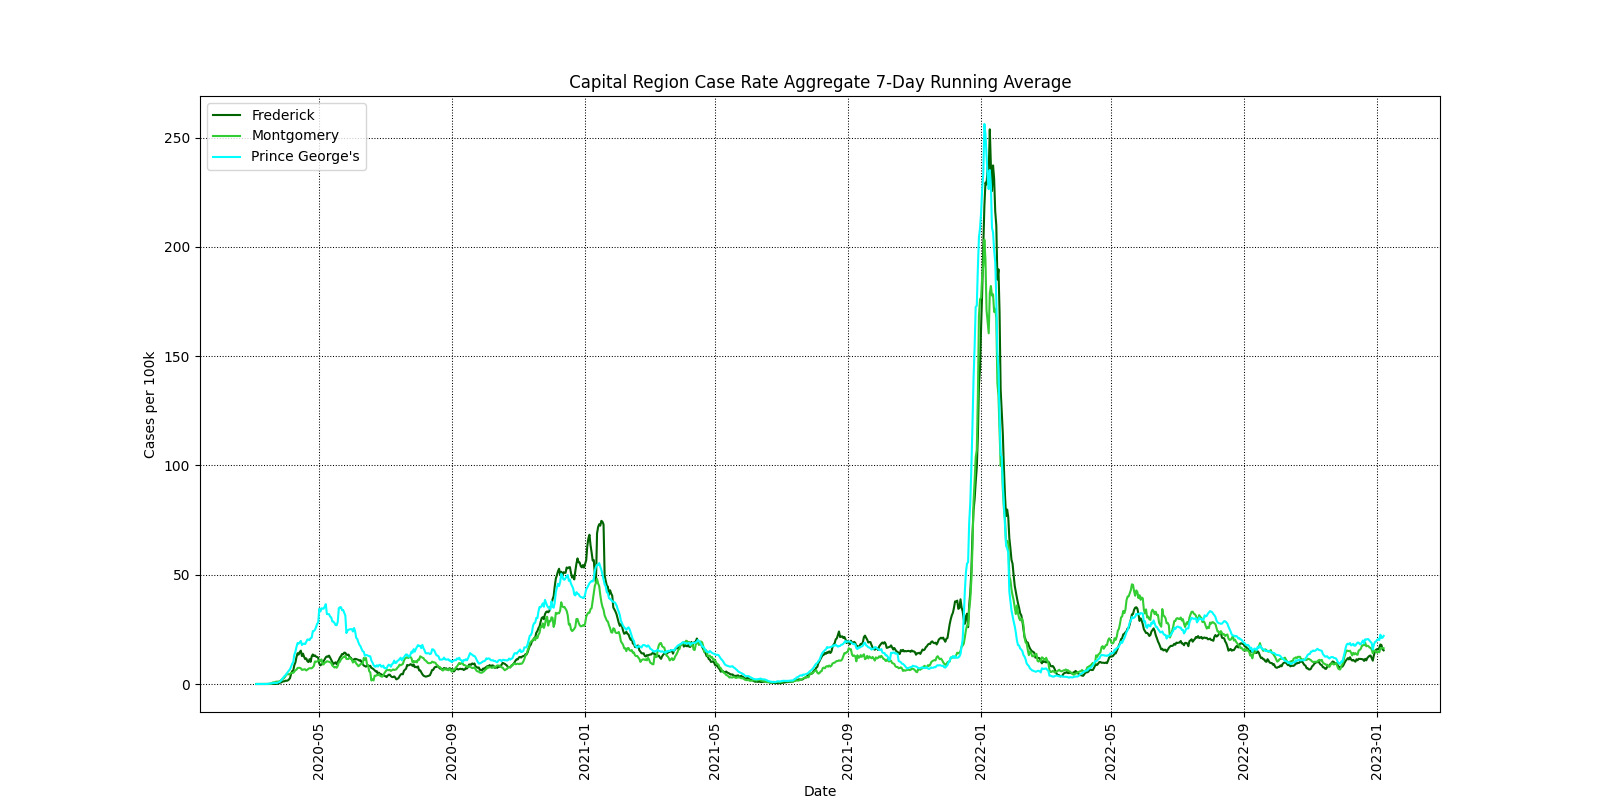 Capital Region Case Rate Aggregate 7-Day Running Average
Frederick
Montgomery
Prince George's
Cases per 100k
250
200
150
100
50
0
2020-05
2020-09
2021-01
2021-05
2021-09
2022-01
2022-05
2022-09
2023-01
Date